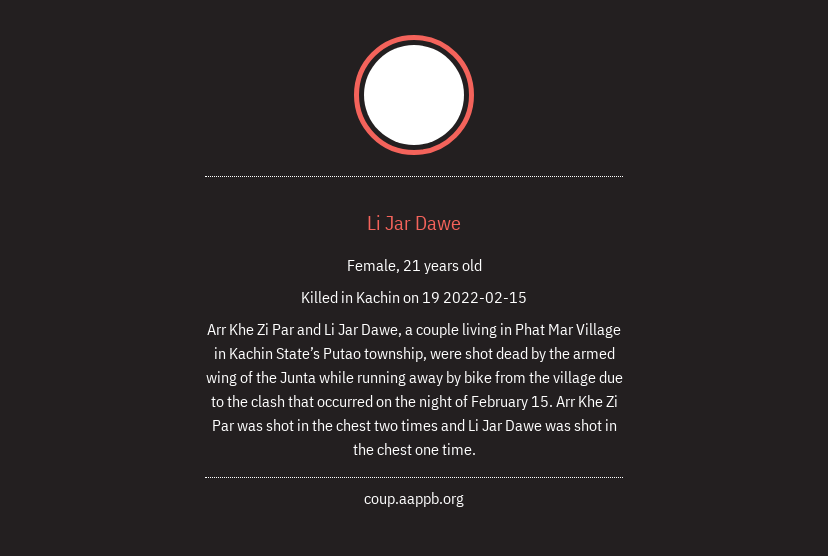 Li Jar Dawe
Female, 21 years old
Killed in Kachin on 19 2022-02-15
Arr Khe Zi Par and Li Jar Dawe, a couple living in Phat Mar Village
in Kachin State’s Putao township, were shot dead by the armed
wing of the Junta while running away by bike from the village due
to the clash that occurred on the night of February 15. Arr Khe Zi
Par was shot in the chest two times and Li Jar Dawe was shot in
the chest one time.
coup.aappb.org